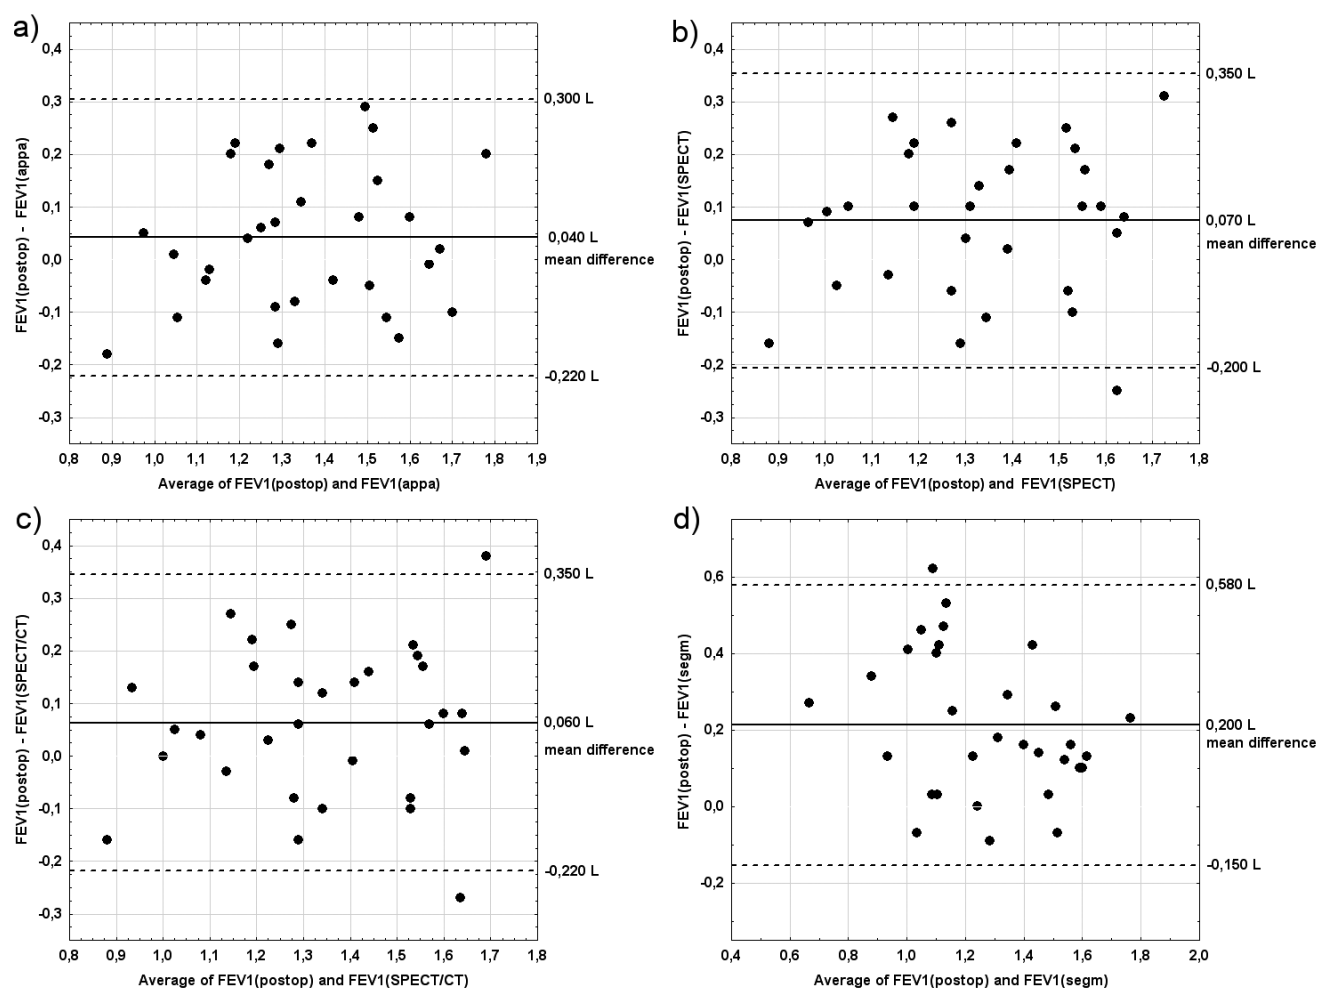 a)
FEV1(postop) - FEV1(appa)
0,4
0,3
0,2
0,1
0,0
-0,1
-0,2
-0,3
0,8 0,9 1,0 1,1 1,2 1,3 1,4 1,5 1,6 1,7 1,8 1,9
Average of FEV1(postop) and FEV1(appa)
0,300 L
0,040 L
mean difference
-0,220 L
b)
FEV1(postop) - FEV1(SPECT)
0,4
0,3
0,2
0,1
0,0
-0,1
-0,2
-0,3
0,8 0,9 1,0 1,1 1,2 1,3 1,4 1,5 1,6 1,7 1,8
Average of FEV1(postop) and FEV1(SPECT)
0,350 L
0,070 L
mean difference
-0,200 L
c)
FEV1(postop) - FEV1(SPECT/CT)
0,4
0,3
0,2
0,1
0,0
-0,1
-0,2
-0,3
0,8 0,9 1,0 1,1 1,2 1,3 1,4 1,5 1,6 1,7 1,8
Average of FEV1(postop) and FEV1(SPECT/CT)
0,350 L
0,060 L
mean difference
-0,220 L
d)
FEV1(postop) - FEV1(segm)
0,6
0,4
0,2
0,0
-0,2
0,4 0,6 0,8 1,0 1,2 1,4 1,6 1,8 2,0
Average of FEV1(postop) and FEV1(segm)
0,580 L
0,200 L
mean difference
-0,150 L